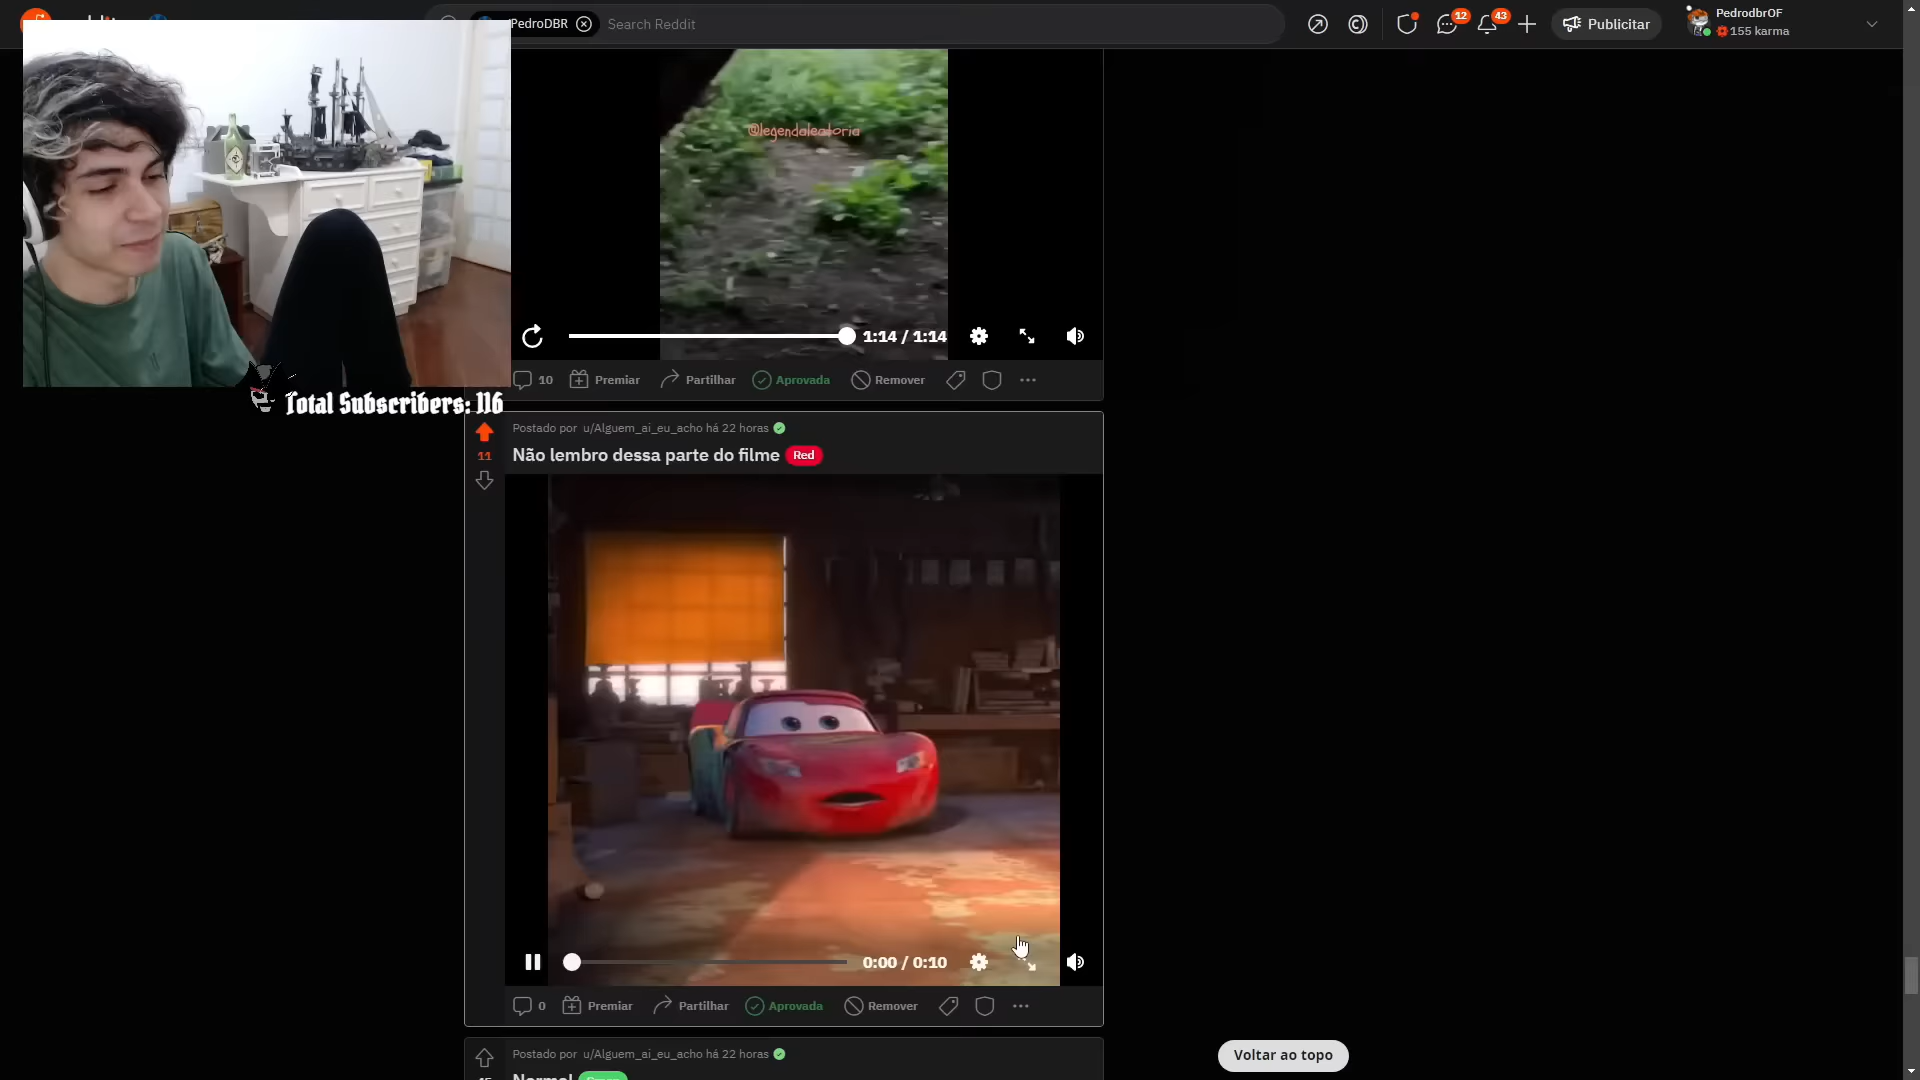 PedroDBR
Search Reddit
12
43
Publicitar
PedrodbrOF
155 karma
@legendaleatoria
1:14 / 1:14
10
Premiar
Partilhar
Aprovada
Remover
Total Subscribers: 116
Postado por u/Alguem_ai_eu_acho há 22 horas
11
Não lembro dessa parte do filme Red
0:00 / 0:10
0
Premiar
Partilhar
Aprovada
Remover
Postado por u/Alguem_ai_eu_acho há 22 horas
Voltar ao topo